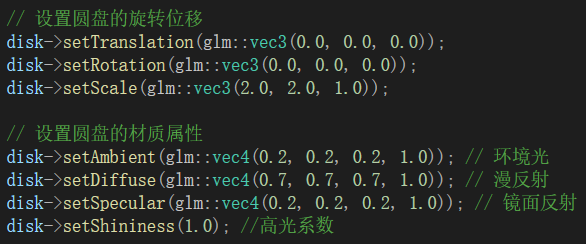 // 设置圆盘的旋转位移
disk->setTranslation(glm::vec3(0.0, 0.0, 0.0));
disk->setRotation(glm::vec3(0.0, 0.0, 0.0));
disk->setScale(glm::vec3(2.0, 2.0, 1.0));
// 设置圆盘的材质属性
disk->setAmbient(glm::vec4(0.2, 0.2, 0.2, 1.0)); // 环境光
disk->setDiffuse(glm::vec4(0.7, 0.7, 0.7, 1.0)); // 漫反射
disk->setSpecular(glm::vec4(0.2, 0.2, 0.2, 1.0)); // 镜面反射
disk->setShininess(1.0); //高光系数